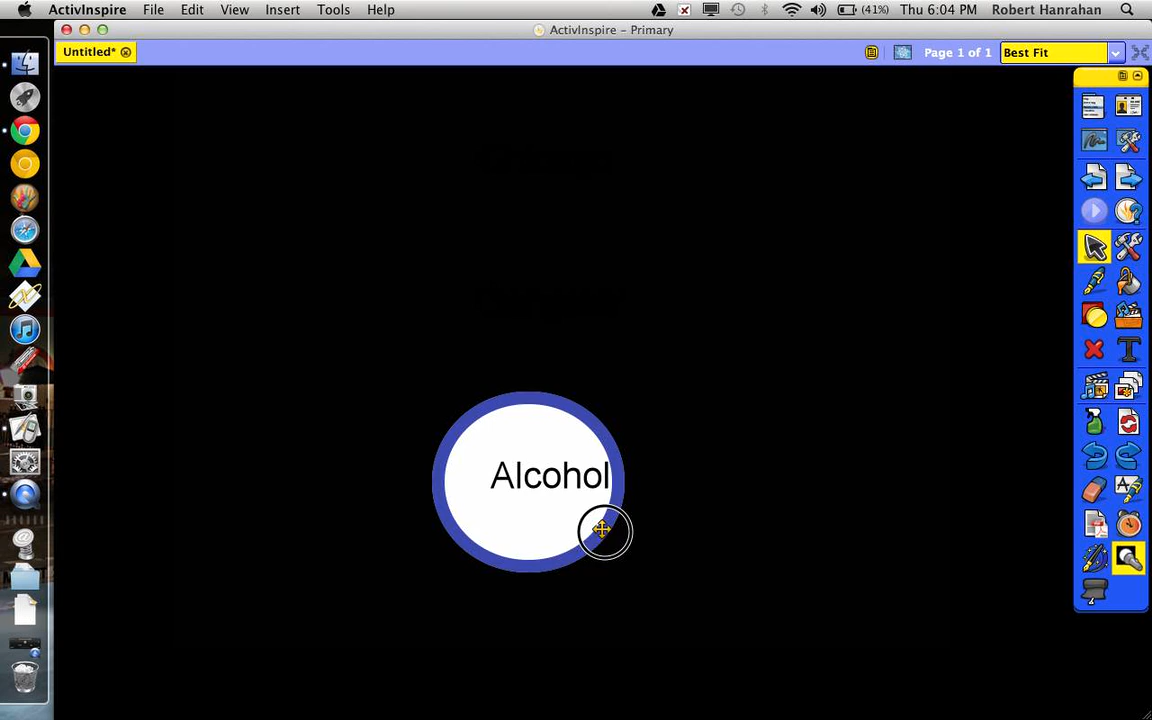 ActivInspire File Edit View Insert Tools Help (41%) Thu 6:04 PM Robert Hanrahan
ActivInspire – Primary
Untitled* Page 1 of 1 Best Fit
Alcohol